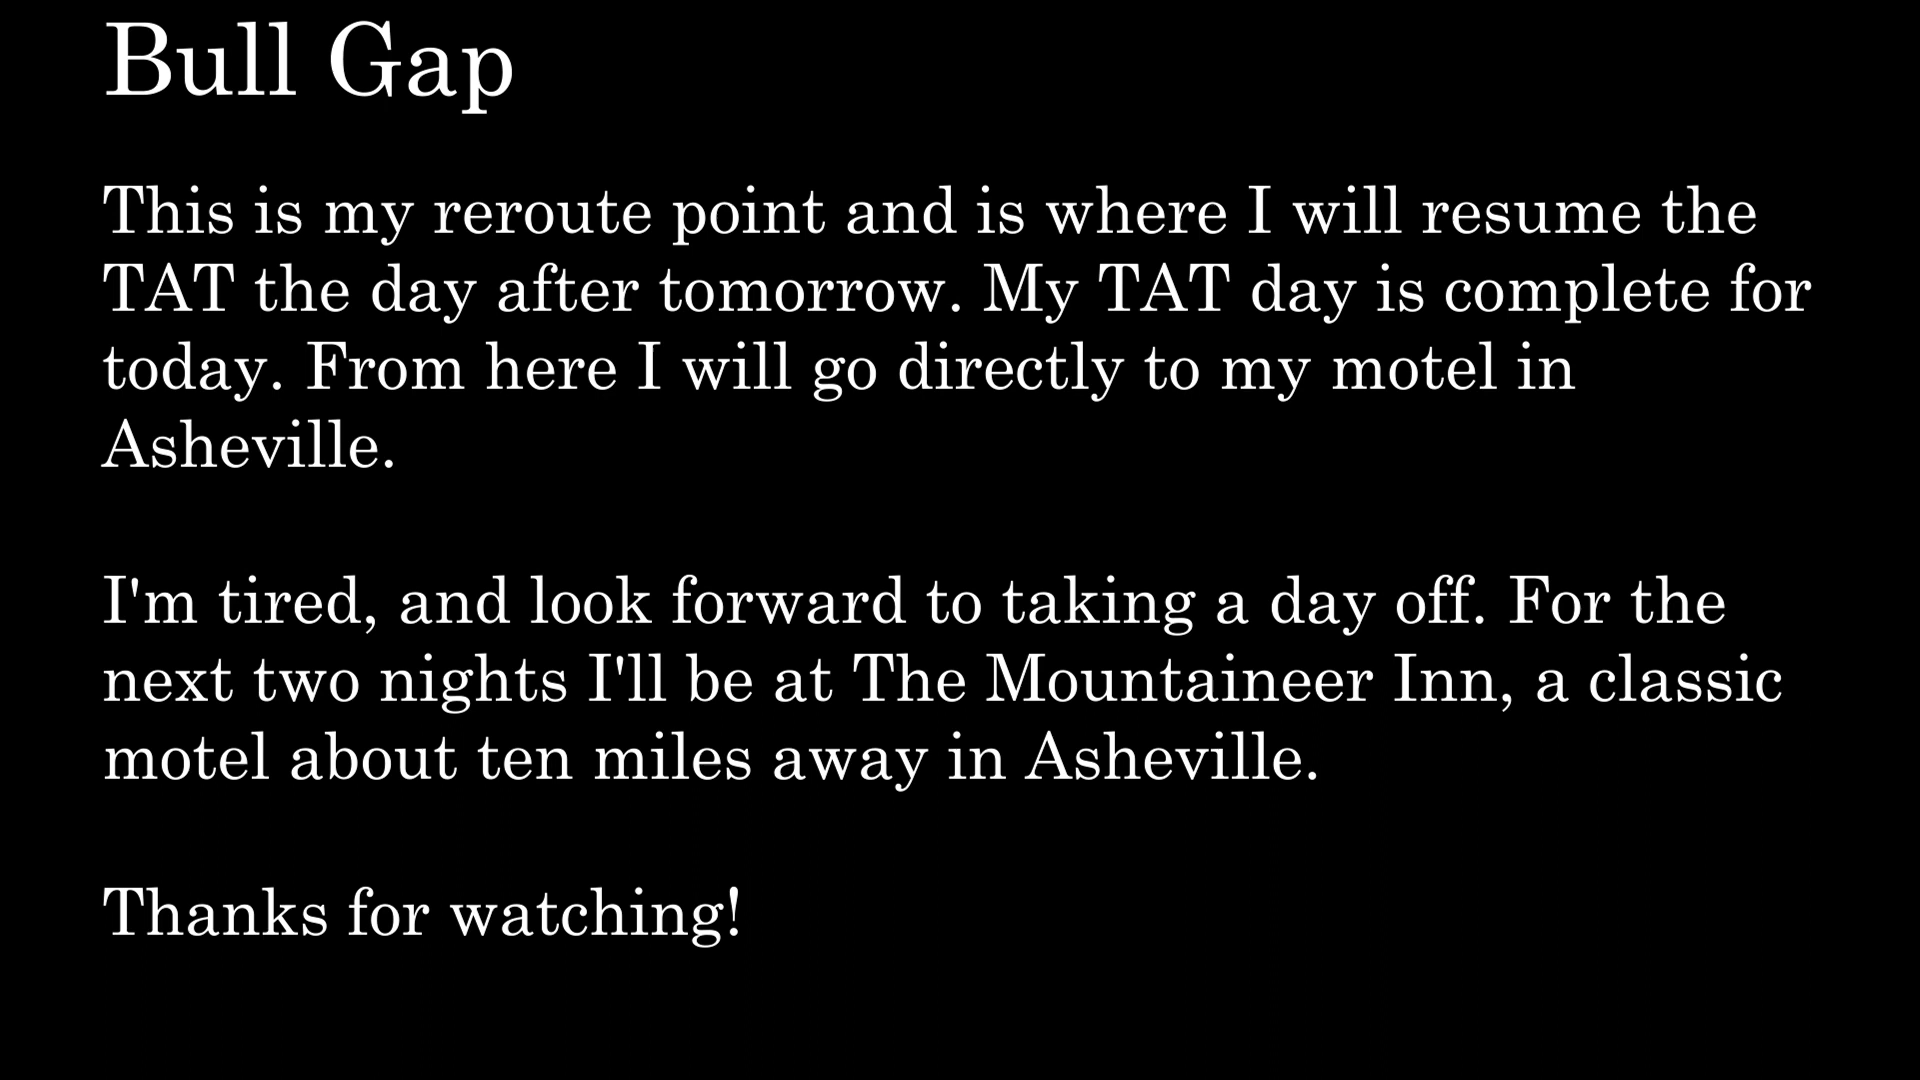 Bull Gap
This is my reroute point and is where I will resume the
TAT the day after tomorrow. My TAT day is complete for
today. From here I will go directly to my motel in
Asheville.
I'm tired, and look forward to taking a day off. For the
next two nights I'll be at The Mountaineer Inn, a classic
motel about ten miles away in Asheville.
Thanks for watching!